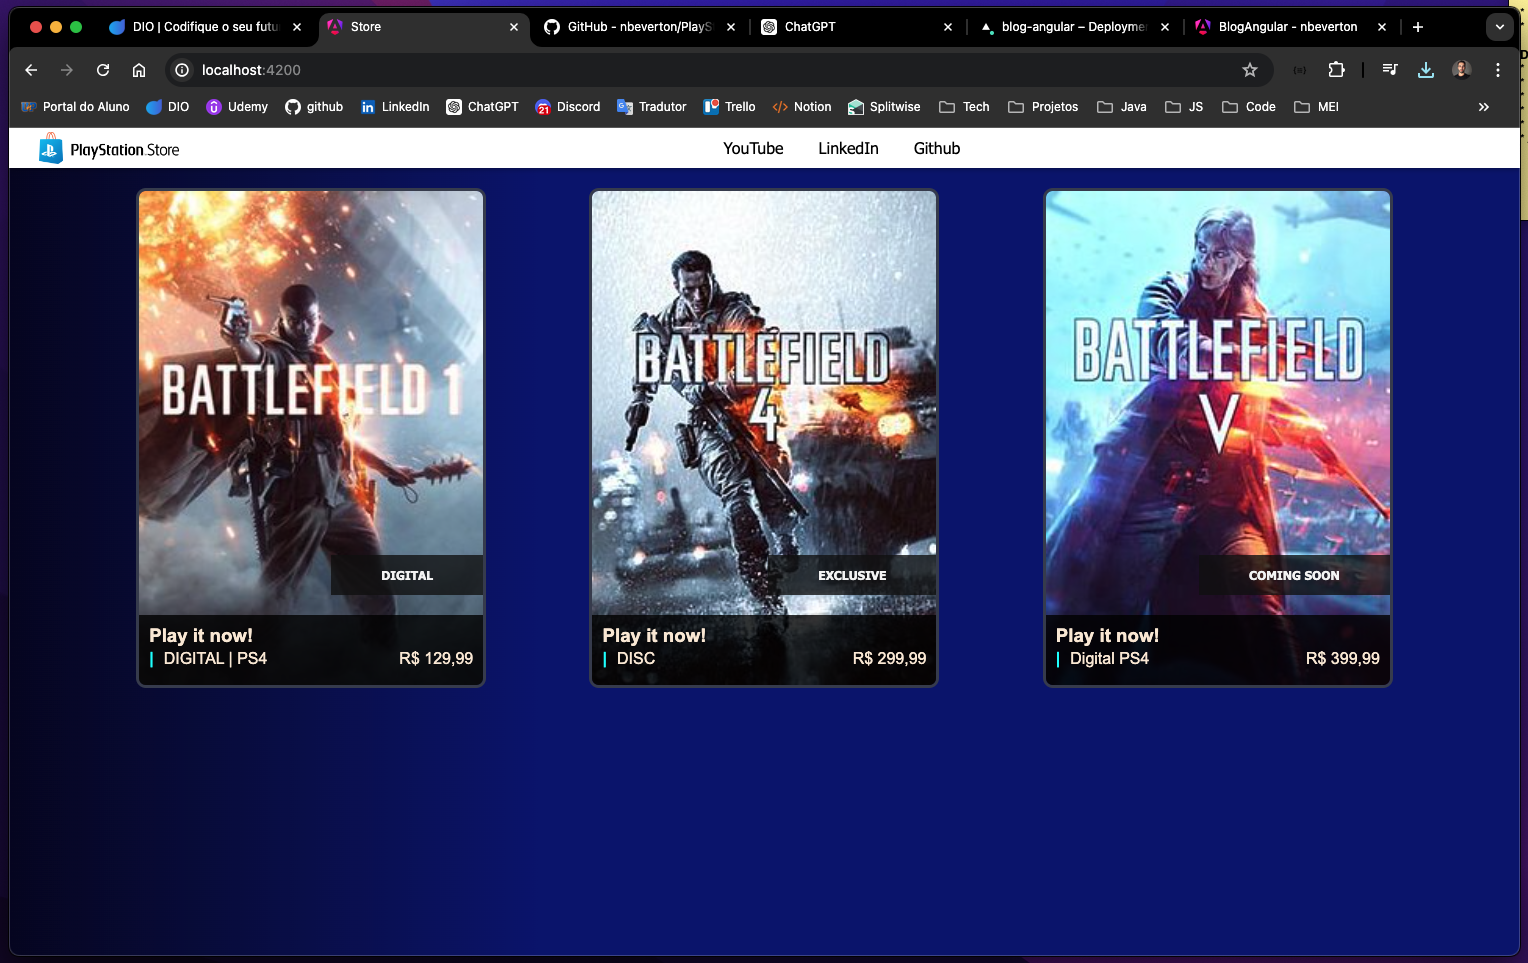 DIO | Codifique o seu futu
Store
GitHub - nbeverton/PlayS
ChatGPT
blog-angular – Deployme
BlogAngular - nbeverton
localhost:4200
Portal do Aluno
DIO
Udemy
github
LinkedIn
ChatGPT
21
Discord
Tradutor
Trello
Notion
Splitwise
Tech
Projetos
Java
JS
Code
MEI
PlayStation.Store
YouTube
LinkedIn
Github
BATTLEFIELD 1
DIGITAL
Play it now!
| DIGITAL | PS4
R$ 129,99
BATTLEFIELD
4
EXCLUSIVE
Play it now!
| DISC
R$ 299,99
BATTLEFIELD
V
COMING SOON
Play it now!
| Digital PS4
R$ 399,99